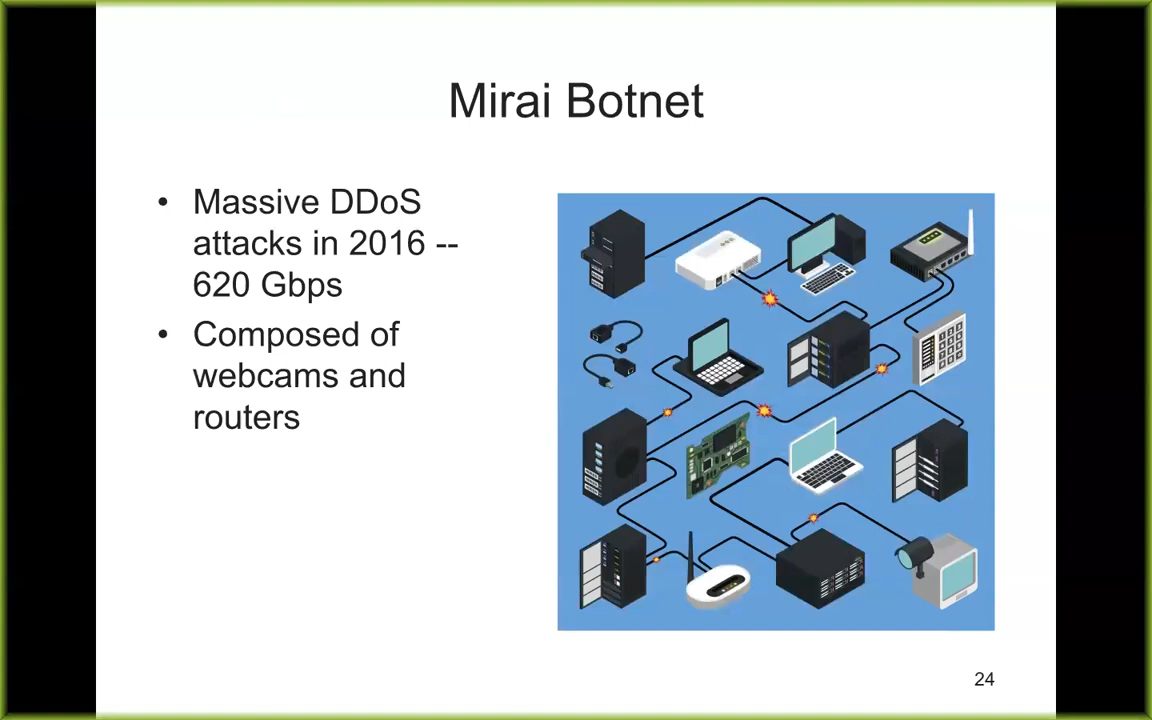 Mirai Botnet
• Massive DDoS
attacks in 2016 --
620 Gbps
• Composed of
webcams and
routers
24